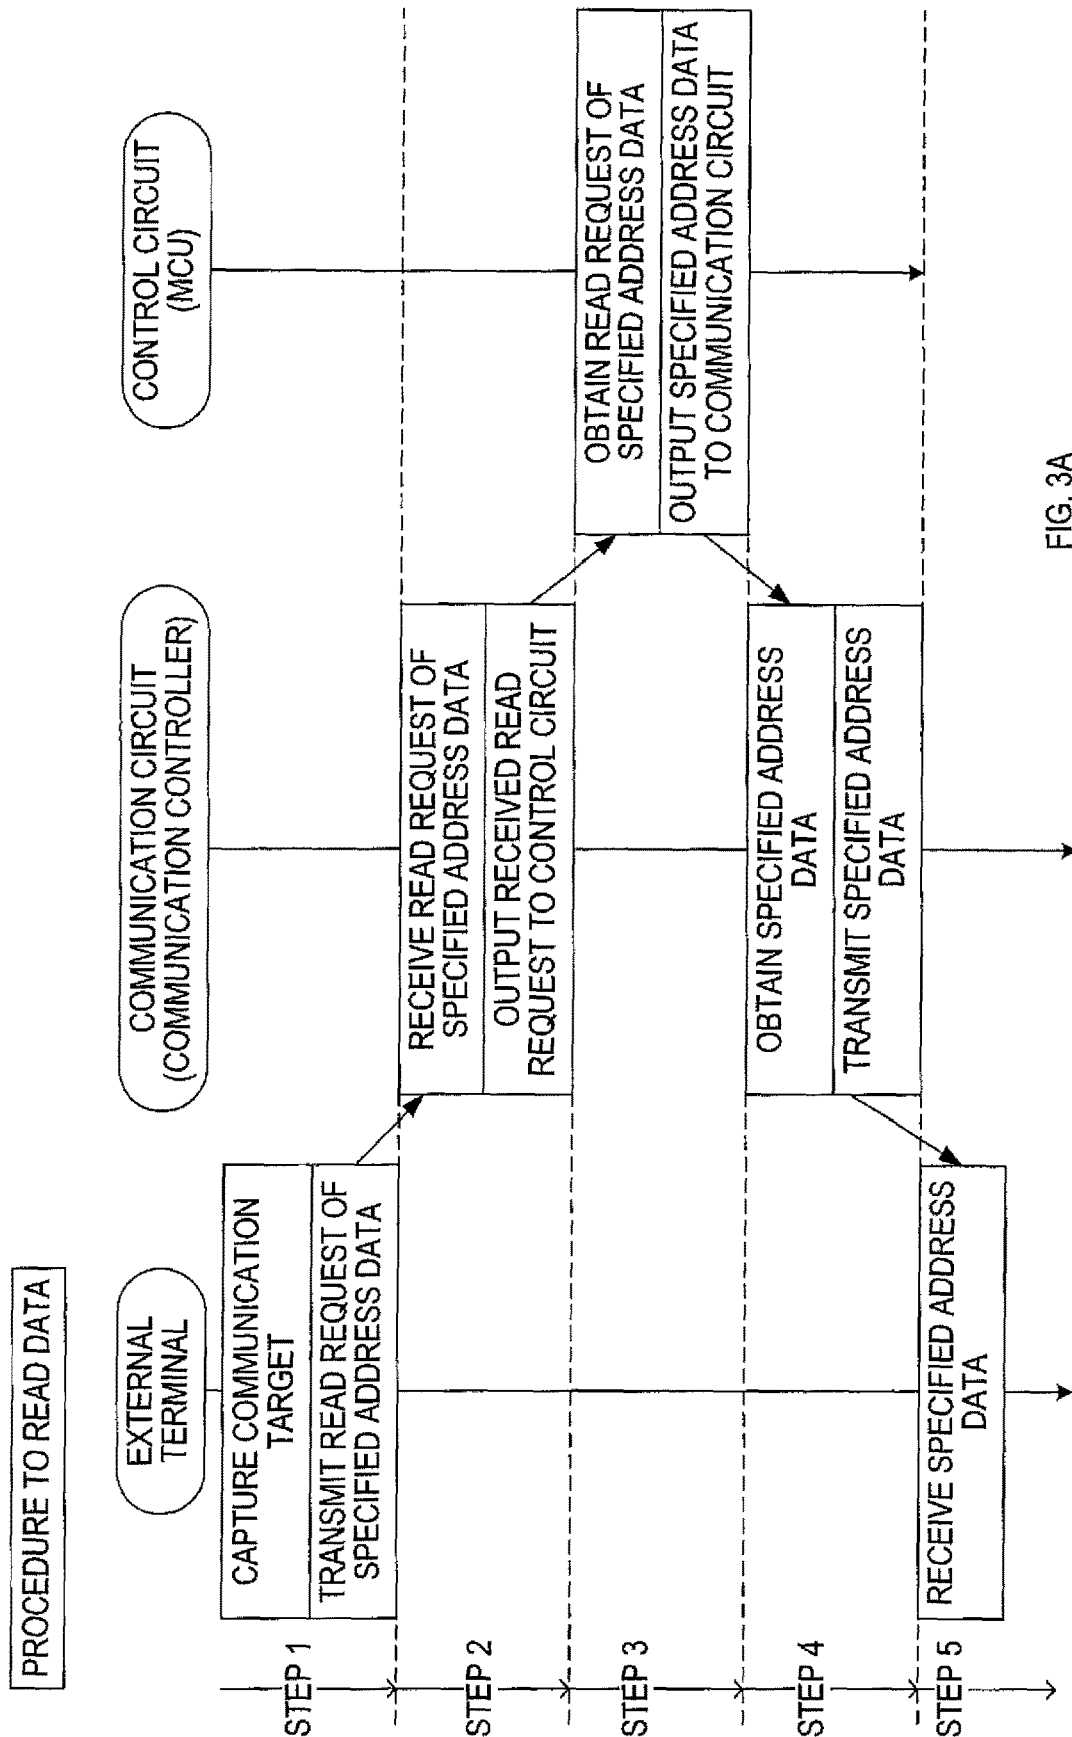 PROCEDURE TO READ DATA
EXTERNAL
TERMINAL
COMMUNICATION CIRCUIT
(COMMUNICATION CONTROLLER)
CONTROL CIRCUIT
(MCU)
STEP 1
CAPTURE COMMUNICATION
TARGET
TRANSMIT READ REQUEST OF
SPECIFIED ADDRESS DATA
STEP 2
RECEIVE READ REQUEST OF
SPECIFIED ADDRESS DATA
OUTPUT RECEIVED READ
REQUEST TO CONTROL CIRCUIT
STEP 3
OBTAIN READ REQUEST OF
SPECIFIED ADDRESS DATA
OUTPUT SPECIFIED ADDRESS DATA
TO COMMUNICATION CIRCUIT
STEP 4
OBTAIN SPECIFIED ADDRESS
DATA
TRANSMIT SPECIFIED ADDRESS
DATA
STEP 5
RECEIVE SPECIFIED ADDRESS
DATA
FIG. 3A